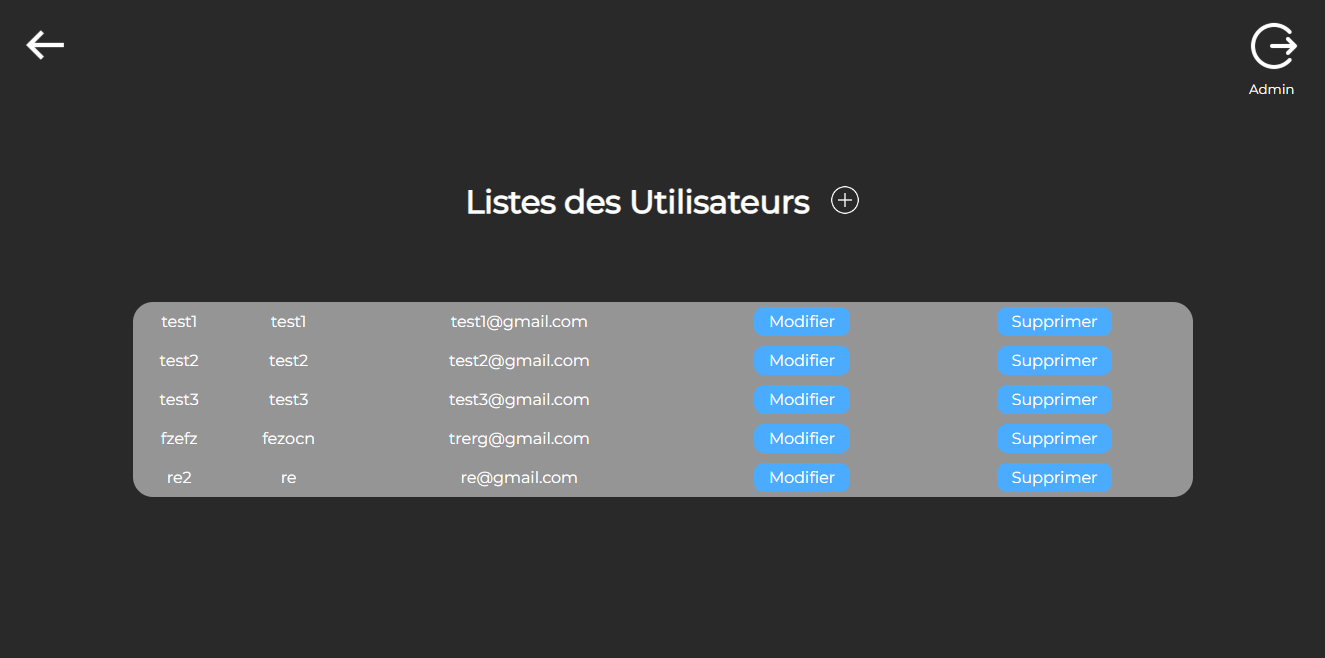 Admin
Listes des Utilisateurs
test1 test1 test1@gmail.com Modifier Supprimer
test2 test2 test2@gmail.com Modifier Supprimer
test3 test3 test3@gmail.com Modifier Supprimer
fzefz fezocn trerg@gmail.com Modifier Supprimer
re2 re re@gmail.com Modifier Supprimer